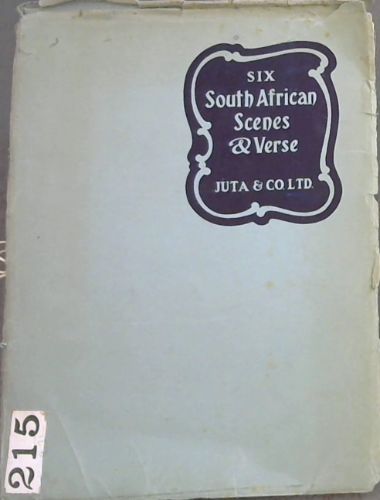 SIX
South African
Scenes
& Verse
JUTA & CO. LTD.
215